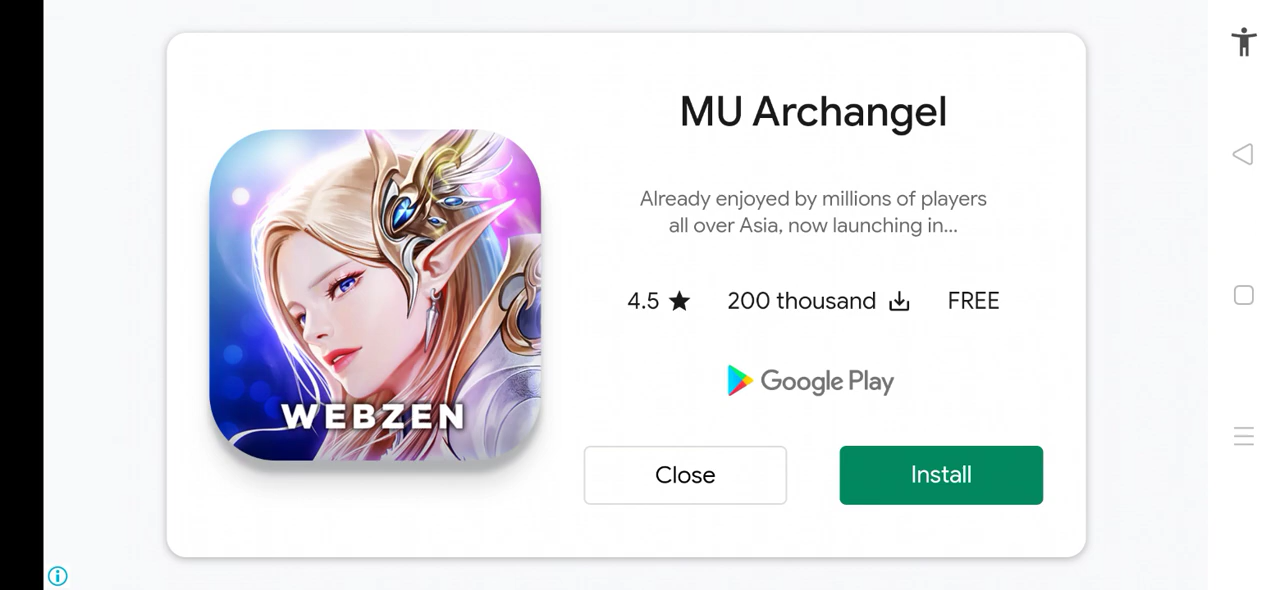 MU Archangel
Already enjoyed by millions of players
all over Asia, now launching in...
4.5 ★ 200 thousand FREE
Google Play
Close Install
WEBZEN